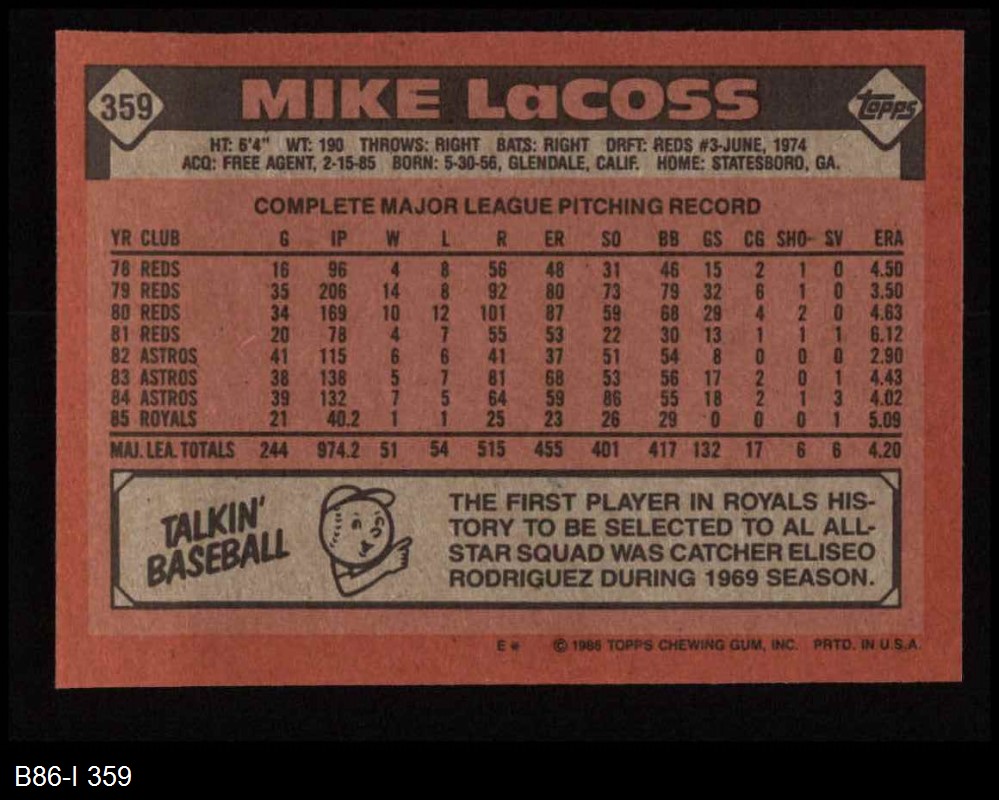 359
MIKE LaCOSS
TOPPS
HT: 6'4" WT: 190 THROWS: RIGHT BATS: RIGHT DRFT: REDS #3-JUNE, 1974
ACQ: FREE AGENT, 2-15-85 BORN: 5-30-56, GLENDALE, CALIF. HOME: STATESBORO, GA.
COMPLETE MAJOR LEAGUE PITCHING RECORD
YR CLUB G IP W L R ER SO BB GS CG SHO SV ERA
78 REDS 16 96 4 8 56 48 31 46 15 2 1 0 4.50
79 REDS 35 206 14 8 92 80 73 79 32 6 1 0 3.50
80 REDS 34 169 10 12 101 87 59 68 29 4 2 0 4.63
81 REDS 20 78 4 7 55 53 22 30 13 1 1 1 6.12
82 ASTROS 41 115 6 6 41 37 51 54 8 0 0 0 2.90
83 ASTROS 38 138 5 7 81 68 53 56 17 2 0 1 4.43
84 ASTROS 39 132 7 5 64 59 86 55 18 2 1 3 4.02
85 ROYALS 21 40.2 1 1 25 23 26 29 0 0 0 1 5.09
MAJ. LEA. TOTALS 244 974.2 51 54 515 455 401 417 132 17 6 6 4.20
TALKIN'
BASEBALL
THE FIRST PLAYER IN ROYALS HIS-
TORY TO BE SELECTED TO AL ALL-
STAR SQUAD WAS CATCHER ELISEO
RODRIGUEZ DURING 1969 SEASON.
E * © 1986 TOPPS CHEWING GUM, INC. PRTD. IN U.S.A.
B86-I 359